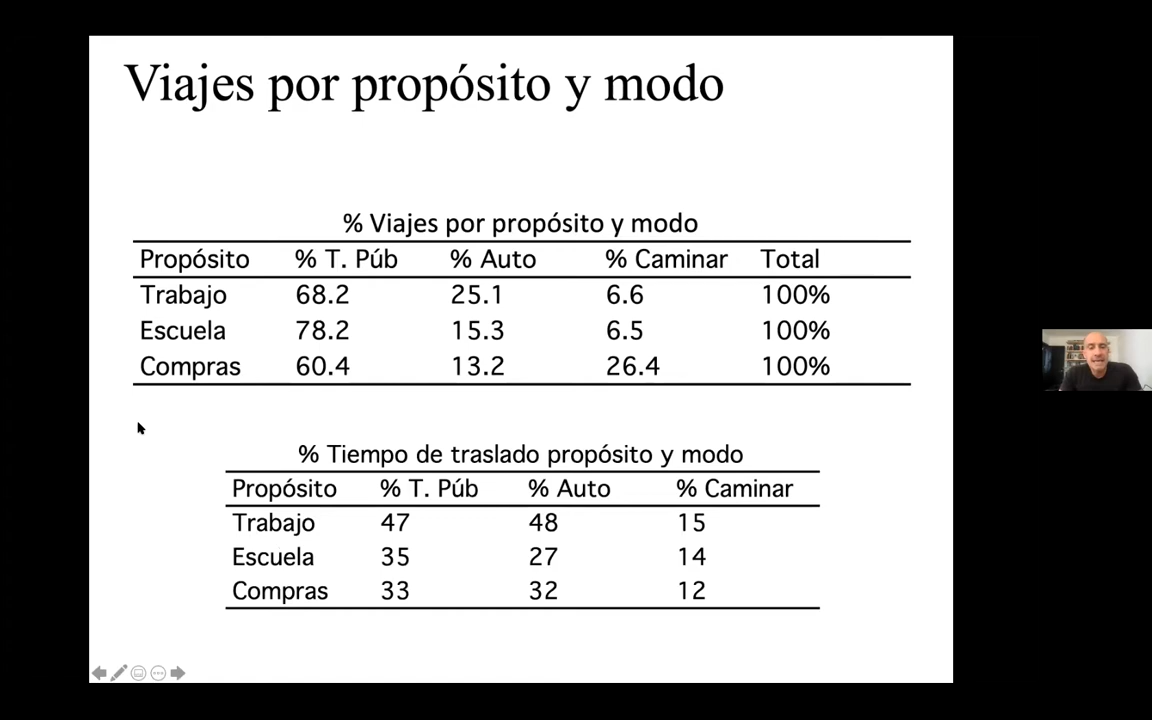 Viajes por propósito y modo
% Viajes por propósito y modo
Propósito % T. Púb % Auto % Caminar Total
Trabajo 68.2 25.1 6.6 100%
Escuela 78.2 15.3 6.5 100%
Compras 60.4 13.2 26.4 100%
% Tiempo de traslado propósito y modo
Propósito % T. Púb % Auto % Caminar
Trabajo 47 48 15
Escuela 35 27 14
Compras 33 32 12